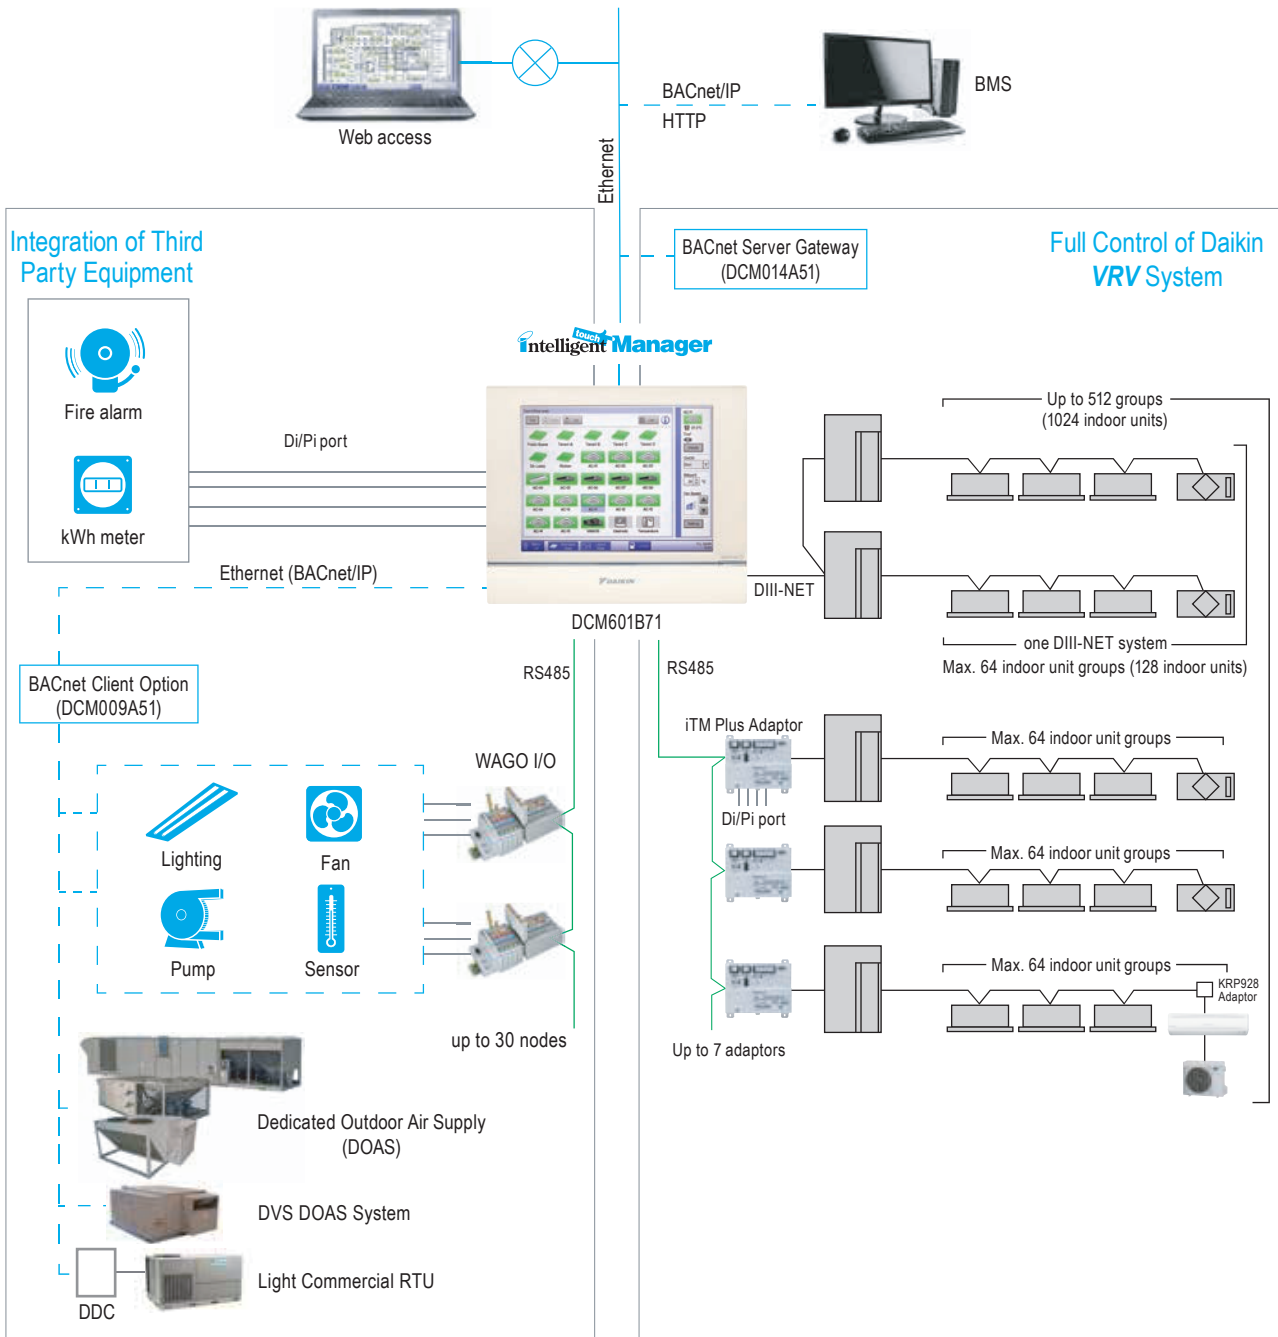 Web access
BACnet/IP
HTTP
BMS
Ethernet
Integration of Third
Party Equipment
BACnet Server Gateway
(DCM014A51)
Full Control of Daikin
VRV System
Fire alarm
kWh meter
Di/Pi port
intelligent touch Manager
DAIKIN
DCM601B71
Up to 512 groups
(1024 indoor units)
DIII-NET
one DIII-NET system
Max. 64 indoor unit groups (128 indoor units)
Ethernet (BACnet/IP)
BACnet Client Option
(DCM009A51)
RS485
RS485
WAGO I/O
iTM Plus Adaptor
Di/Pi port
Max. 64 indoor unit groups
Max. 64 indoor unit groups
Max. 64 indoor unit groups
KRP928
Adaptor
Lighting
Fan
Pump
Sensor
up to 30 nodes
Up to 7 adaptors
Dedicated Outdoor Air Supply
(DOAS)
DVS DOAS System
Light Commercial RTU
DDC